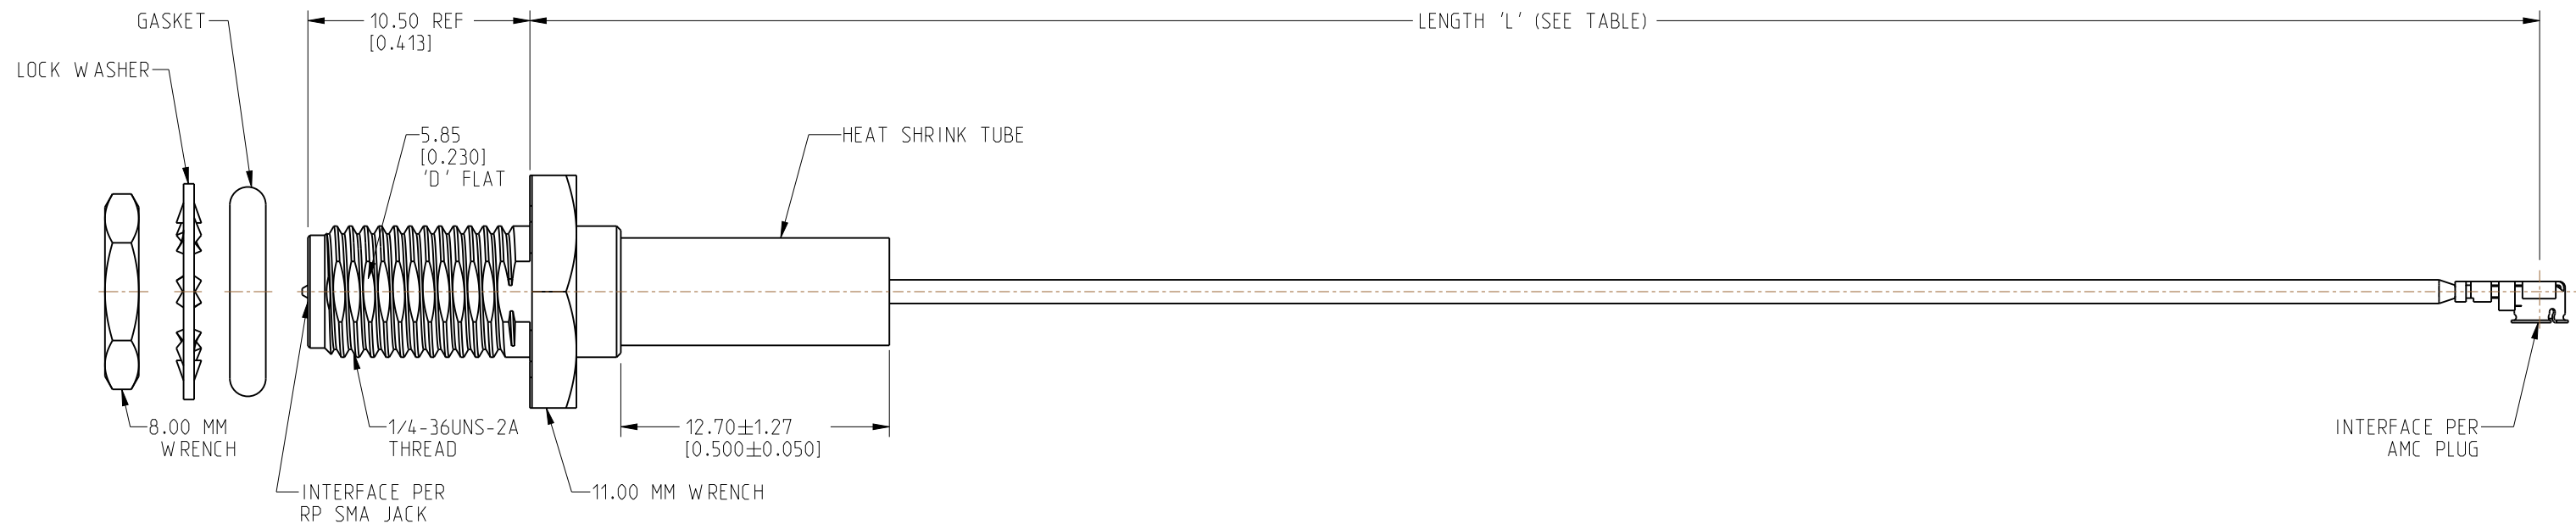 GASKET
10.50 REF
[0.413]
LENGTH 'L' (SEE TABLE)
LOCK WASHER
5.85
[0.230]
'D' FLAT
HEAT SHRINK TUBE
8.00 MM
WRENCH
1/4-36UNS-2A
THREAD
12.70±1.27
[0.500±0.050]
INTERFACE PER
AMC PLUG
INTERFACE PER
RP SMA JACK
11.00 MM WRENCH